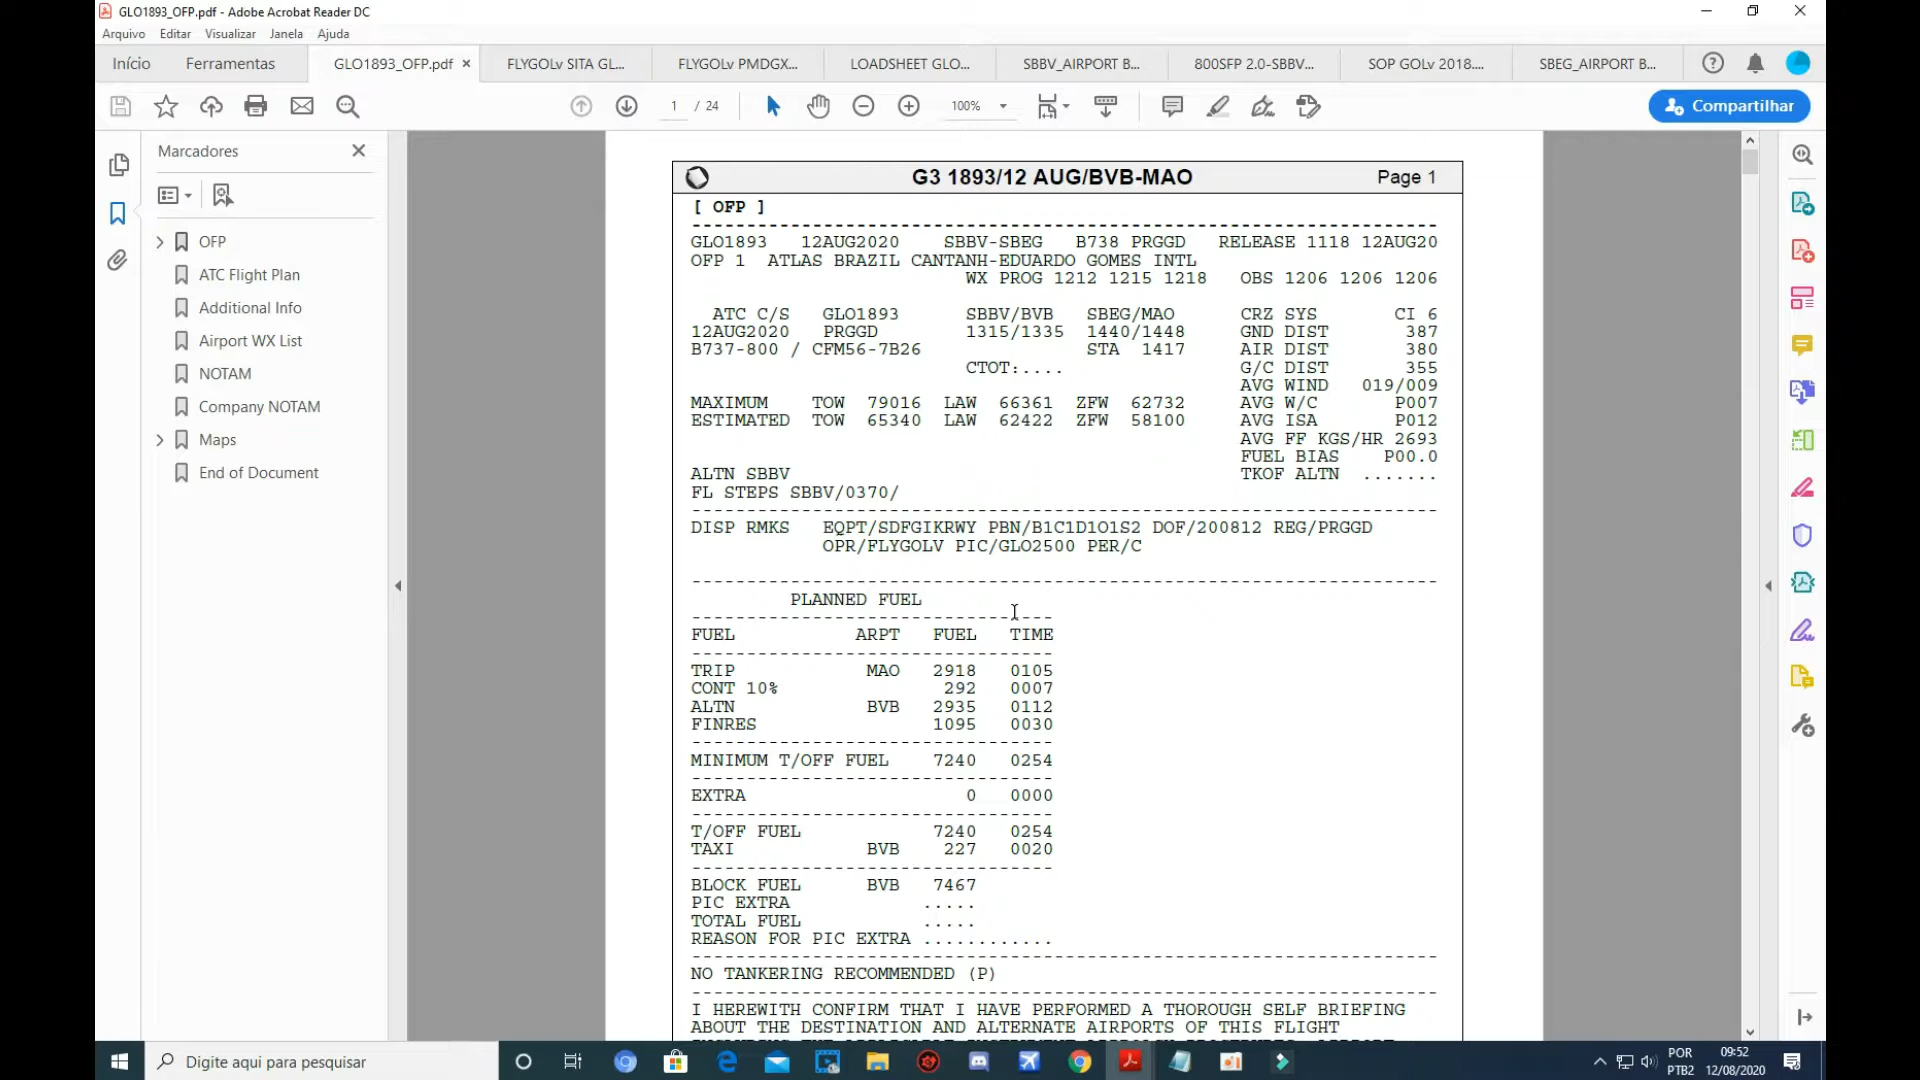 GLO1893_OFP.pdf - Adobe Acrobat Reader DC
Arquivo Editar Visualizar Janela Ajuda
Início Ferramentas GLO1893_OFP.pdf × FLYGOLv SITA GL... FLYGOLv PMDGX... LOADSHEET GLO... SBBV_AIRPORT B... 800SFP 2.0-SBBV... SOP GOLv 2018.... SBEG_AIRPORT B...
1 / 24 100% Compartilhar
Marcadores
OFP
ATC Flight Plan
Additional Info
Airport WX List
NOTAM
Company NOTAM
Maps
End of Document
G3 1893/12 AUG/BVB-MAO Page 1
[ OFP ]
--------------------------------------------------------------------
GLO1893 12AUG2020 SBBV-SBEG B738 PRGGD RELEASE 1118 12AUG20
OFP 1 ATLAS BRAZIL CANTANH-EDUARDO GOMES INTL
WX PROG 1212 1215 1218 OBS 1206 1206 1206
ATC C/S GLO1893 SBBV/BVB SBEG/MAO CRZ SYS CI 6
12AUG2020 PRGGD 1315/1335 1440/1448 GND DIST 387
B737-800 / CFM56-7B26 STA 1417 AIR DIST 380
CTOT:.... G/C DIST 355
AVG WIND 019/009
MAXIMUM TOW 79016 LAW 66361 ZFW 62732 AVG W/C P007
ESTIMATED TOW 65340 LAW 62422 ZFW 58100 AVG ISA P012
AVG FF KGS/HR 2693
FUEL BIAS P00.0
ALTN SBBV TKOF ALTN .......
FL STEPS SBBV/0370/
--------------------------------------------------------------------
DISP RMKS EQPT/SDFGIKRWY PBN/B1C1D1O1S2 DOF/200812 REG/PRGGD
OPR/FLYGOLV PIC/GLO2500 PER/C
--------------------------------------------------------------------
PLANNED FUEL
---------------------------------
FUEL ARPT FUEL TIME
---------------------------------
TRIP MAO 2918 0105
CONT 10% 292 0007
ALTN BVB 2935 0112
FINRES 1095 0030
---------------------------------
MINIMUM T/OFF FUEL 7240 0254
---------------------------------
EXTRA 0 0000
---------------------------------
T/OFF FUEL 7240 0254
TAXI BVB 227 0020
---------------------------------
BLOCK FUEL BVB 7467
PIC EXTRA .....
TOTAL FUEL .....
REASON FOR PIC EXTRA ............
--------------------------------------------------------------------
NO TANKERING RECOMMENDED (P)
--------------------------------------------------------------------
I HEREWITH CONFIRM THAT I HAVE PERFORMED A THOROUGH SELF BRIEFING
ABOUT THE DESTINATION AND ALTERNATE AIRPORTS OF THIS FLIGHT
Digite aqui para pesquisar
POR
PTB2
09:52
12/08/2020